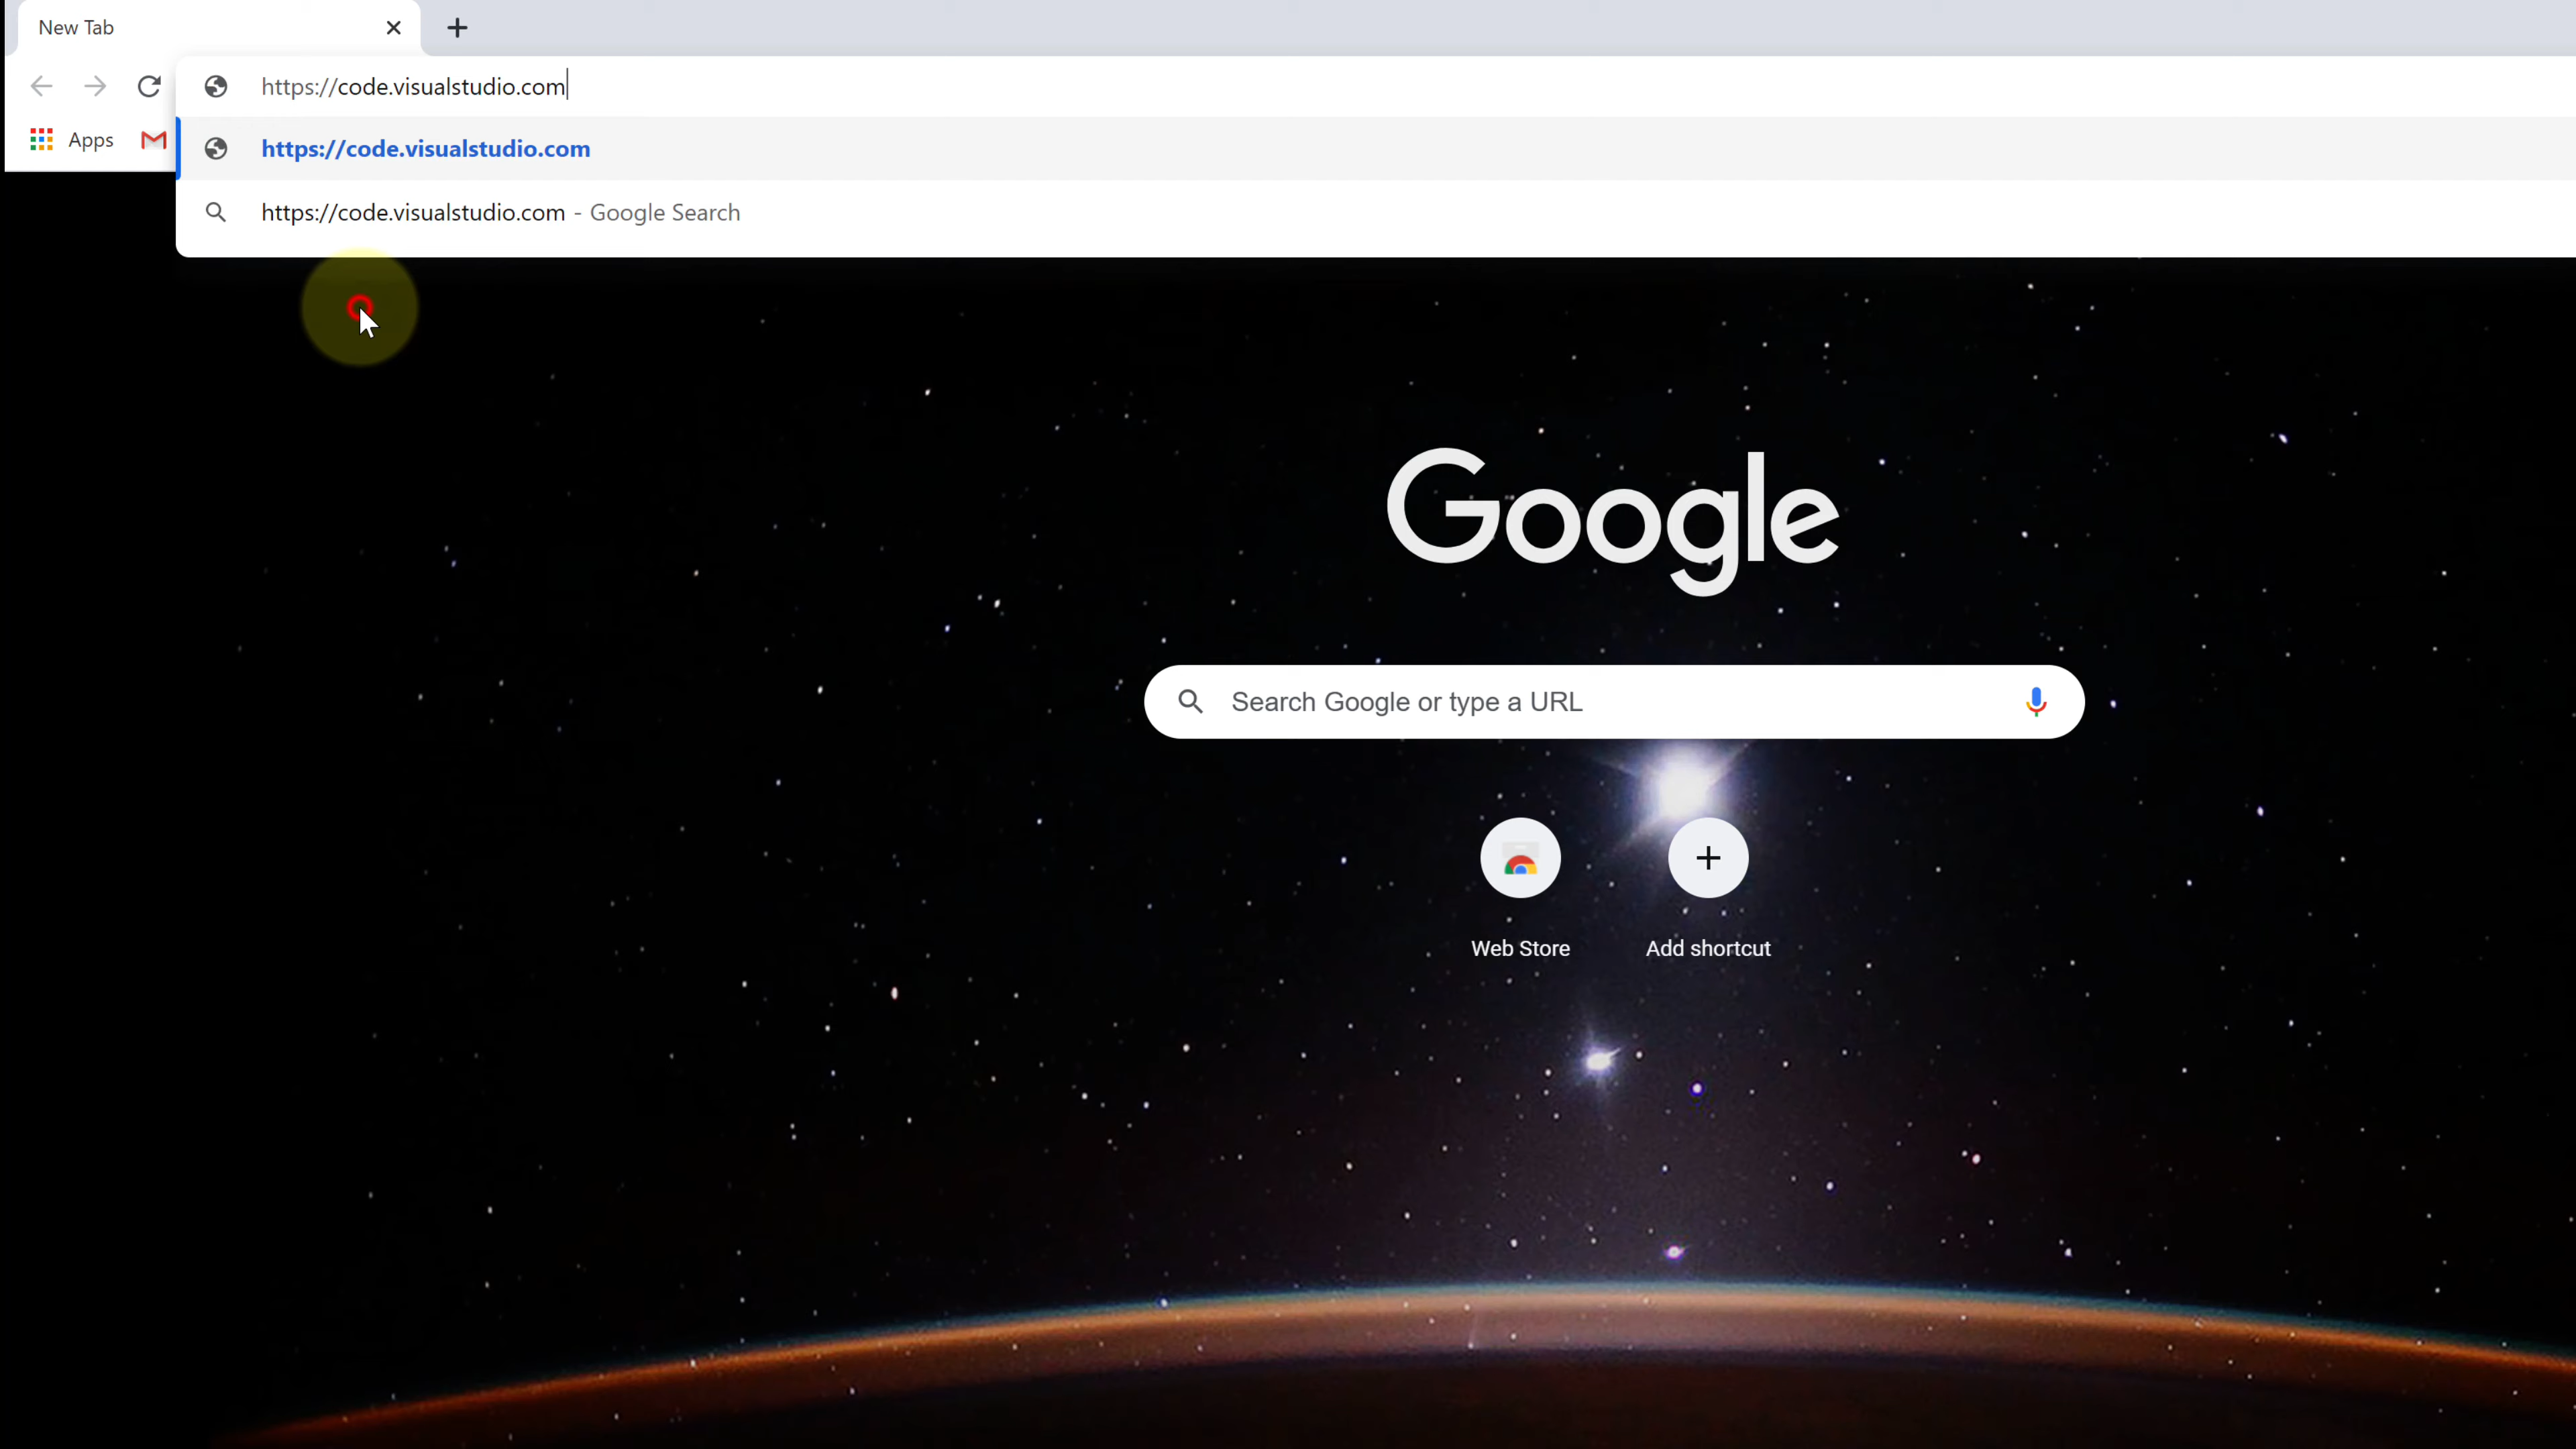 New Tab
https://code.visualstudio.com
Apps
https://code.visualstudio.com
https://code.visualstudio.com - Google Search
Google
Search Google or type a URL
Web Store
Add shortcut